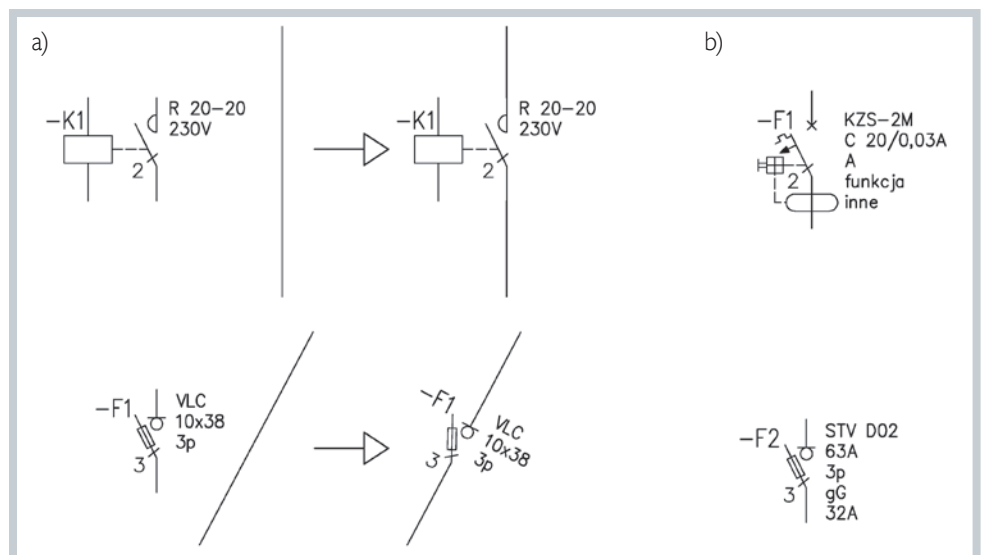 a)
-K1
R 20-20
230V
2
-K1
R 20-20
230V
2
b)
-F1
KZS-2M
C 20/0,03A
A
funkcja
inne
2
-F1
VLC
10x38
3p
3
-F1
VLC
10x38
3p
3
-F2
STV D02
63A
3p
gG
32A
3